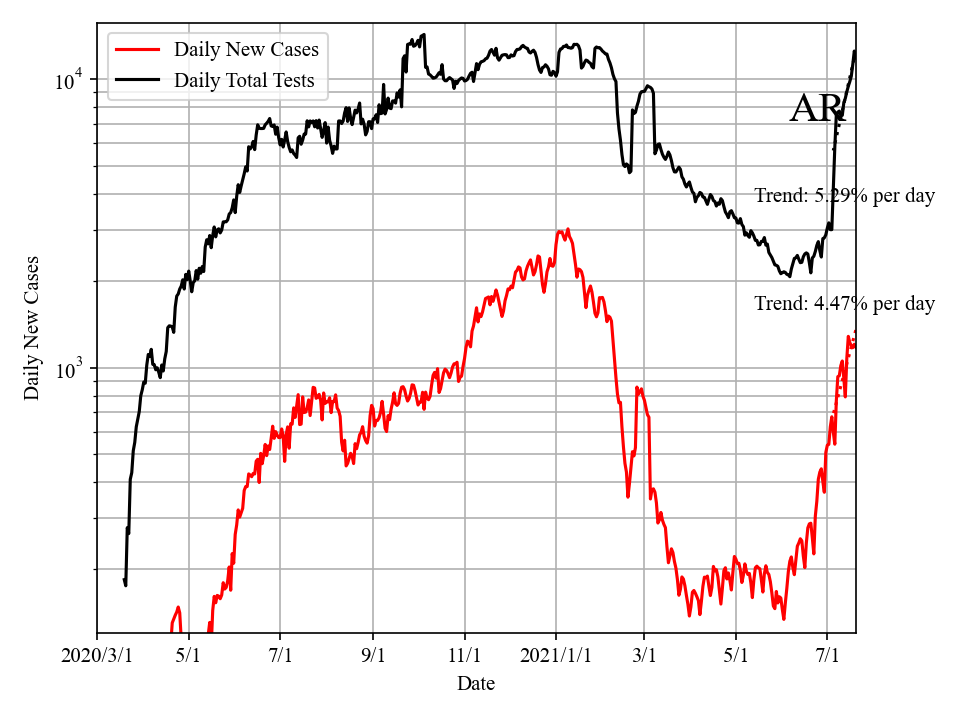 Daily New Cases
Daily Total Tests
AR
Trend: 5.29% per day
Trend: 4.47% per day
10^4
10^3
Daily New Cases
2020/3/1 5/1 7/1 9/1 11/1 2021/1/1 3/1 5/1 7/1
Date